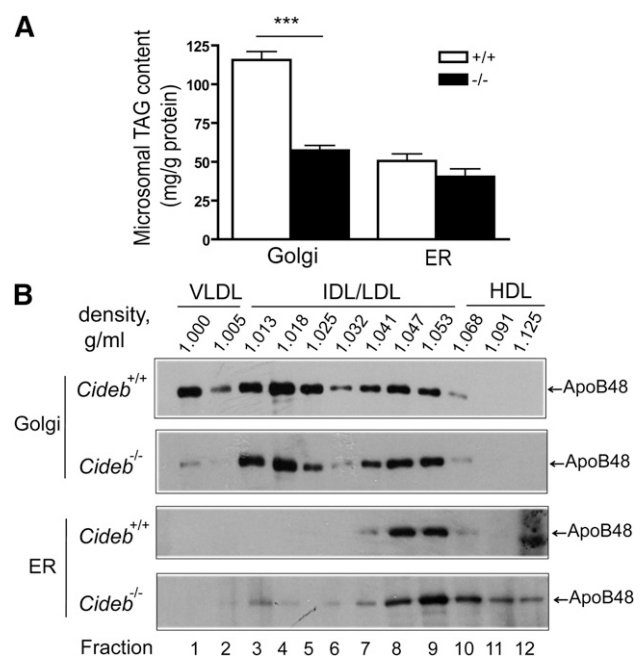 A
Microsomal TAG content
(mg/g protein)
***
+/+
-/-
125
100
75
50
25
0
Golgi
ER
B
VLDL
IDL/LDL
HDL
density,
g/ml
1.000 1.005 1.013 1.018 1.025 1.032 1.041 1.047 1.053 1.068 1.091 1.125
Golgi
Cideb+/+
←ApoB48
Cideb-/-
←ApoB48
ER
Cideb+/+
←ApoB48
Cideb-/-
←ApoB48
Fraction 1 2 3 4 5 6 7 8 9 10 11 12